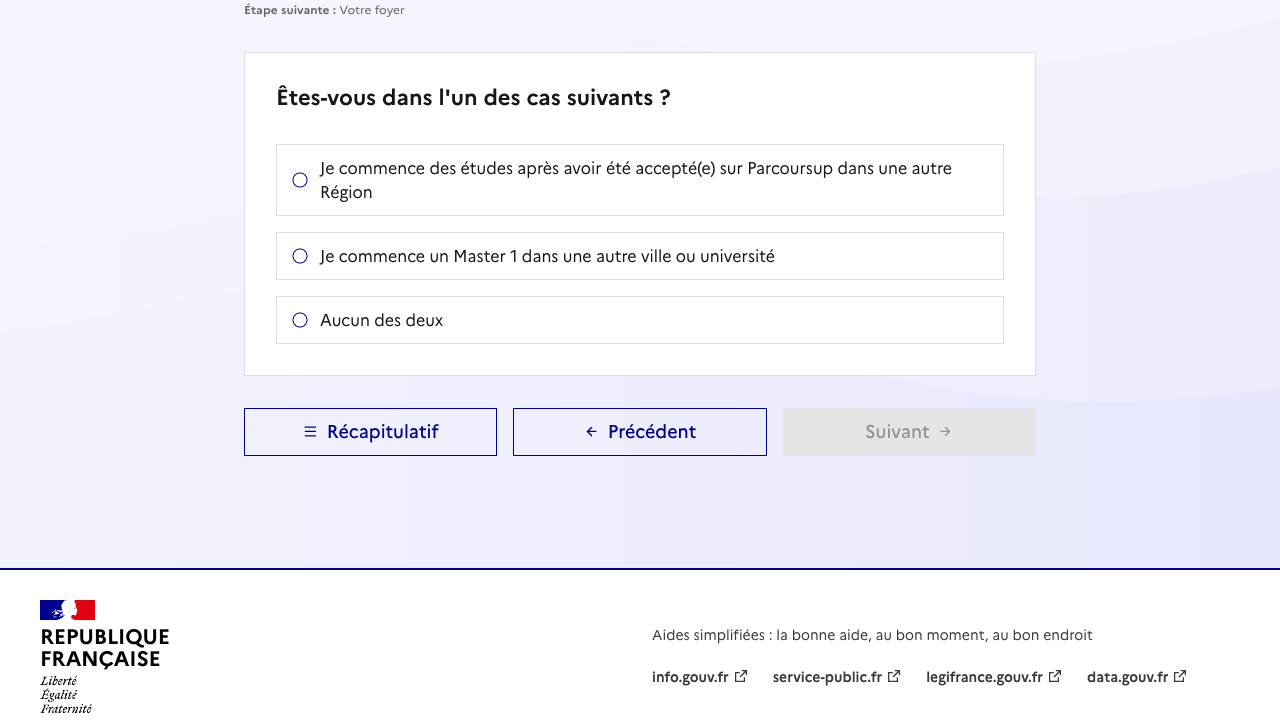 Étape suivante : Votre foyer
Êtes-vous dans l'un des cas suivants ?
Je commence des études après avoir été accepté(e) sur Parcoursup dans une autre
Région
Je commence un Master 1 dans une autre ville ou université
Aucun des deux
Récapitulatif
Précédent
Suivant
REPUBLIQUE
FRANÇAISE
Liberté
Égalité
Fraternité
Aides simplifiées : la bonne aide, au bon moment, au bon endroit
info.gouv.fr
service-public.fr
legifrance.gouv.fr
data.gouv.fr